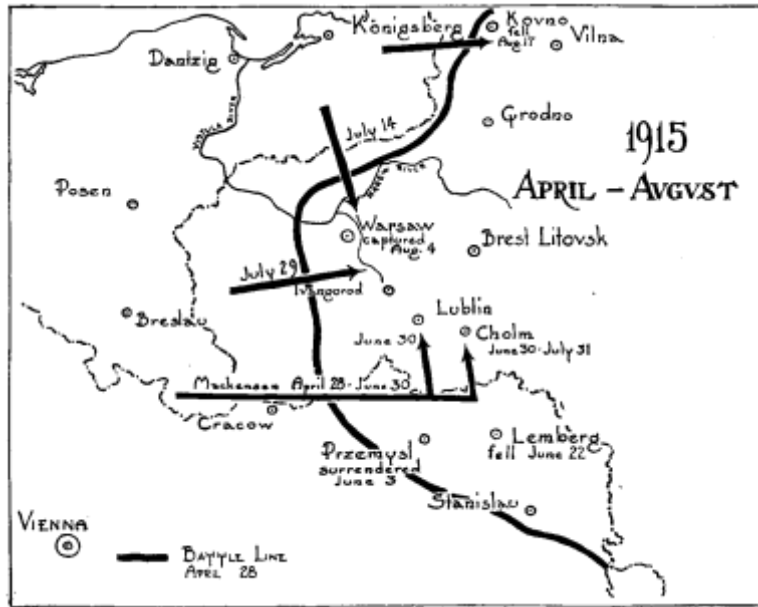 Königsberg
Kovno
fell
Aug 17
Vilna
Dantzig
Vistula River
July 14
Grodno
1915
April – Avgvst
Narew River
Posen
Warsaw
captured
Aug. 4
Brest Litovsk
July 29
Ivangorod
Breslau
Lublin
June 30
Cholm
June 30 - July 31
Mackensen April 28 - June 30
Cracow
Przemysl
surrendered
June 3
Lemberg
fell June 22
Stanislau
Vienna
Battle Line
April 28